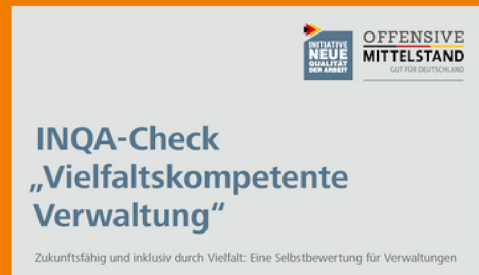 INITIATIVE
NEUE
QUALITÄT
DER ARBEIT
OFFENSIVE
MITTELSTAND
GUT FÜR DEUTSCHLAND
INQA-Check
„Vielfaltskompetente
Verwaltung“
Zukunftsfähig und inklusiv durch Vielfalt: Eine Selbstbewertung für Verwaltungen